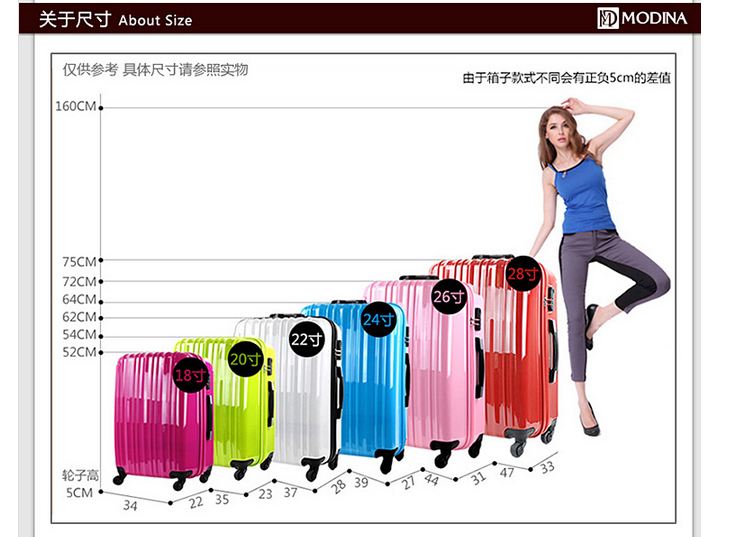 关于尺寸 About Size
MODINA
仅供参考 具体尺寸请参照实物
由于箱子款式不同会有正负5cm的差值
160CM
75CM
72CM
64CM
62CM
54CM
52CM
28寸
26寸
24寸
22寸
20寸
18寸
轮子高
5CM
34
22
35
23
37
28
39
27
44
31
47
33